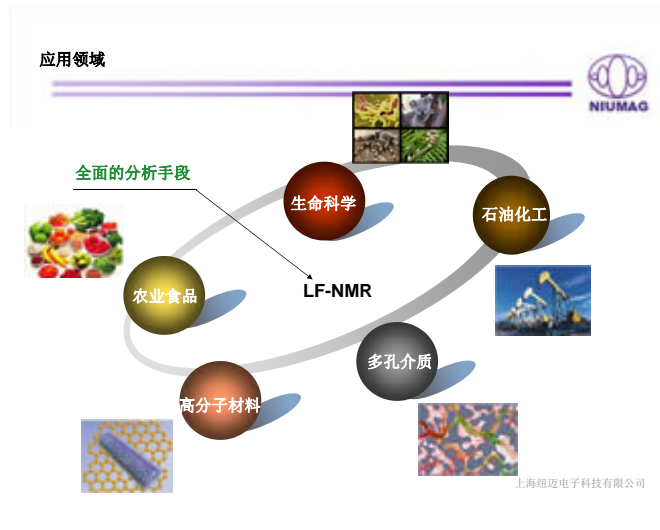 应用领域
NIUMAG
全面的分析手段
生命科学
石油化工
农业食品
LF-NMR
多孔介质
高分子材料
上海纽迈电子科技有限公司